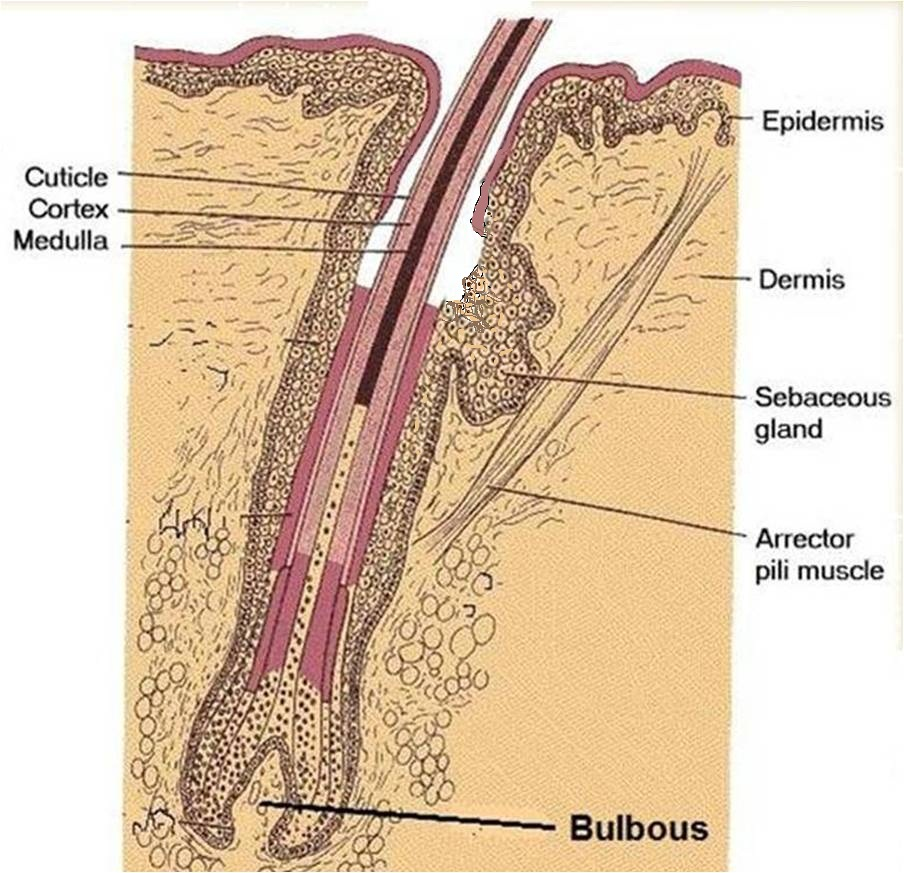 Epidermis
Cuticle
Cortex
Medulla
Dermis
Sebaceous
gland
Arrector
pili muscle
Bulbous